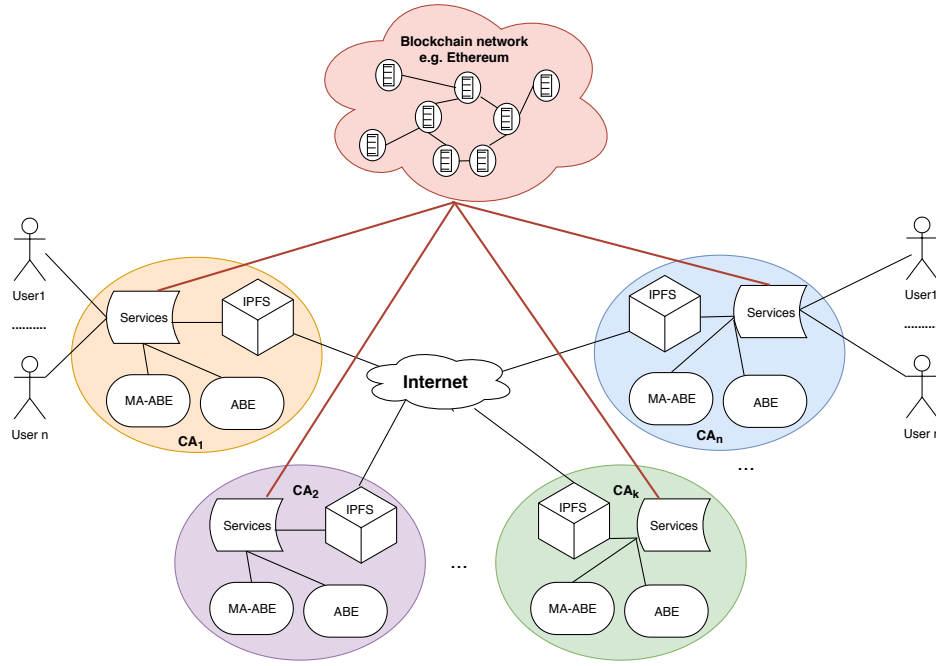 Blockchain network
e.g. Ethereum
User1
..........
User n
Services
IPFS
MA-ABE
ABE
CA1
Internet
IPFS
Services
MA-ABE
ABE
CAn
...
User1
..........
User n
CA2
Services
IPFS
MA-ABE
ABE
...
CAk
IPFS
Services
MA-ABE
ABE